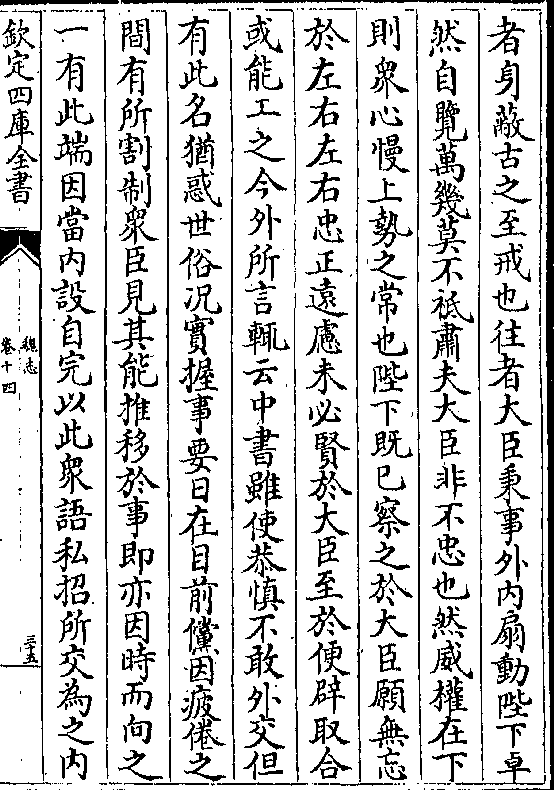 者身蔽古之至戒也往者大臣秉事外内扇動陛下卓
然自覽萬幾莫不祗肅夫大臣非不忠也然威權在下
則衆心慢上勢之常也陛下既已察之於大臣願無忘
於左右左右忠正遠慮未必賢於大臣至於便辟取合
或能工之今外所言輒云中書雖使恭慎不敢外交但
有此名猶惑世俗况實握事要日在目前儻因疲倦之
間有所割制衆臣見其能推移於事即亦因時而向之
一有此端因當内設自完以此衆語私招所交為之内
欽定四庫全書
魏志
卷十四
三十五